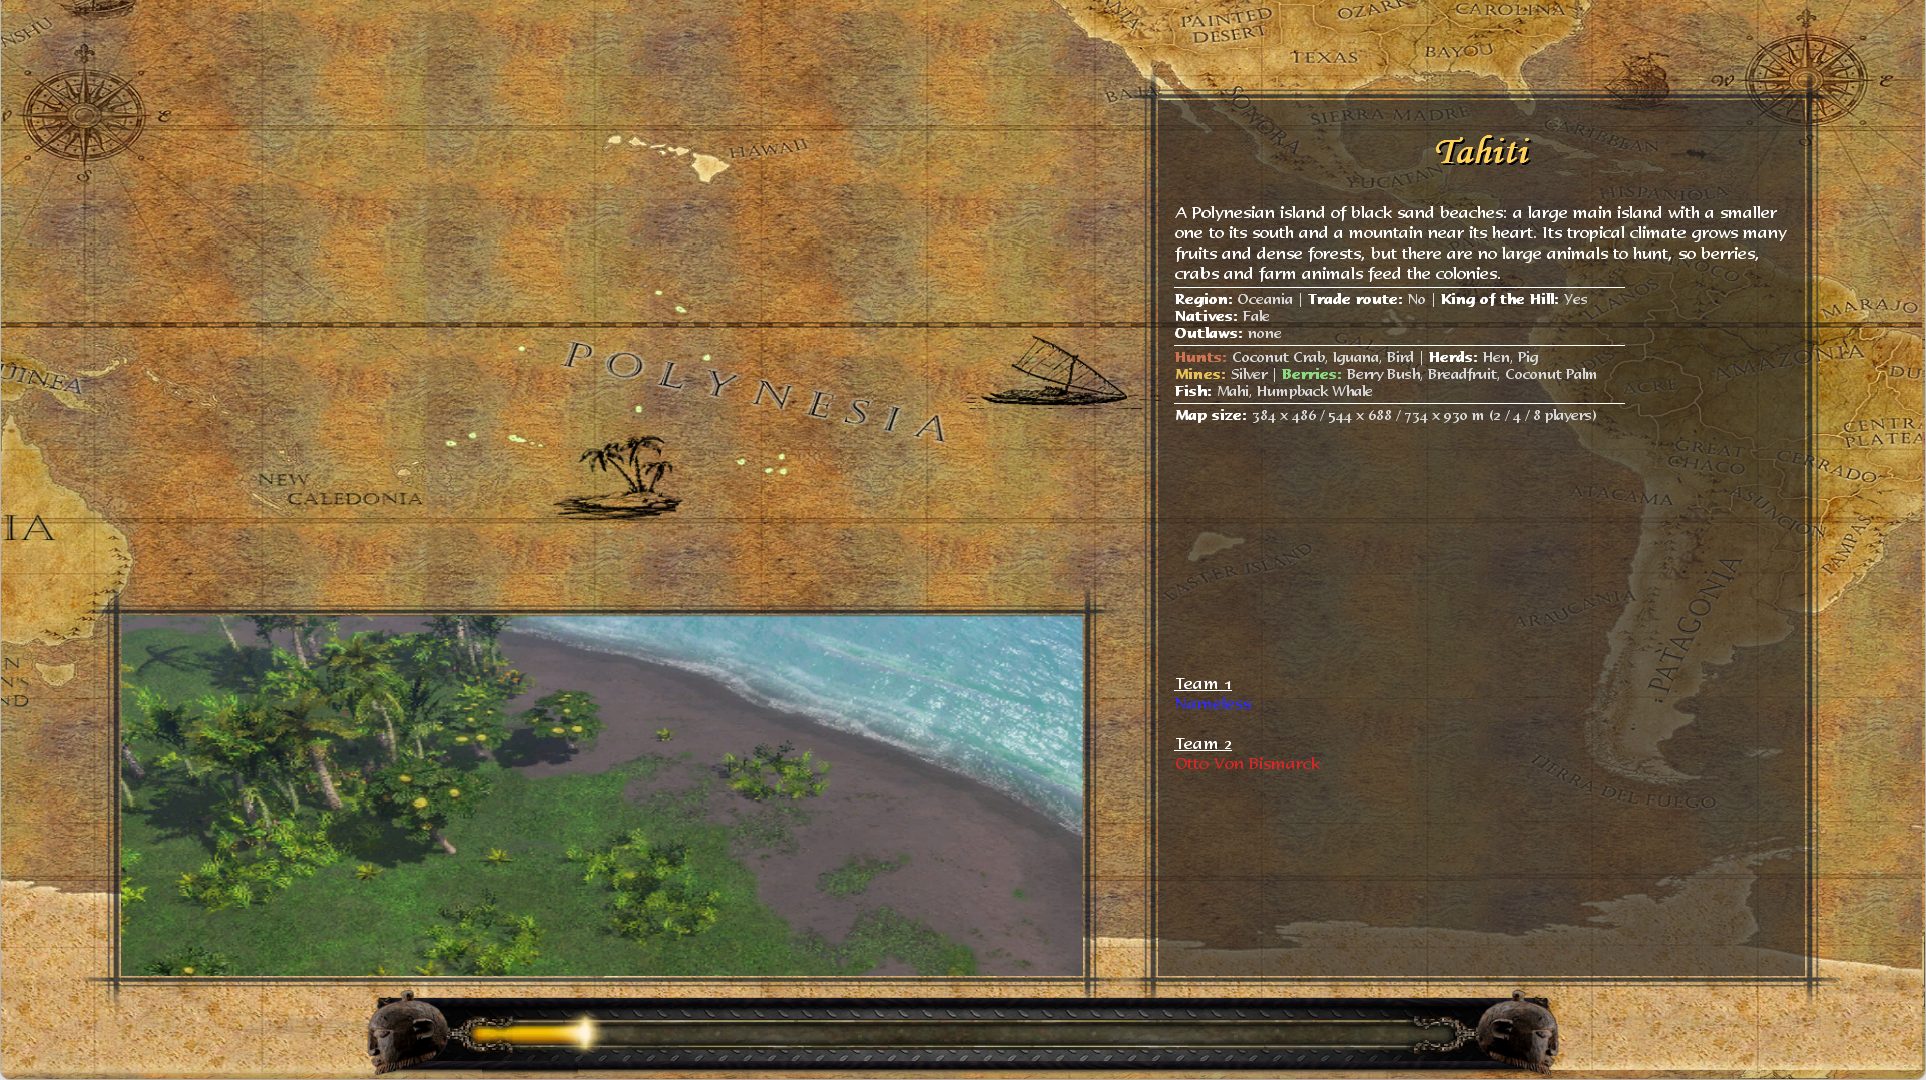 PAINTED
DESERT
OZARK
CAROLINA
TEXAS
BAYOU
SONORA
SIERRA MADRE
CARIBBEAN
YUCATAN
HISPANIOLA
HAWAII
W
E
E
S
S
Tahiti
A Polynesian island of black sand beaches: a large main island with a smaller
one to its south and a mountain near its heart. Its tropical climate grows many
fruits and dense forests, but there are no large animals to hunt, so berries,
crabs and farm animals feed the colonies.
Region: Oceania | Trade route: No | King of the Hill: Yes
Natives: Fale
Outlaws: none
Hunts: Coconut Crab, Iguana, Bird | Herds: Hen, Pig
Mines: Silver | Berries: Berry Bush, Breadfruit, Coconut Palm
Fish: Mahi, Humpback Whale
Map size: 384 x 486 / 544 x 688 / 734 x 930 m (2 / 4 / 8 players)
POLYNESIA
NEW
CALEDONIA
UINEA
IA
LLANOS
MARAJO
AMAZONIA
ACRE
GREAT
CHACO
CENTRA
PLATEA
CERRADO
ATACAMA
ASUNCION
PAMPAS
EASTER ISLAND
ARAUCANIA
PATAGONIA
TIERRA DEL FUEGO
Team 1
Nameless
Team 2
Otto Von Bismarck